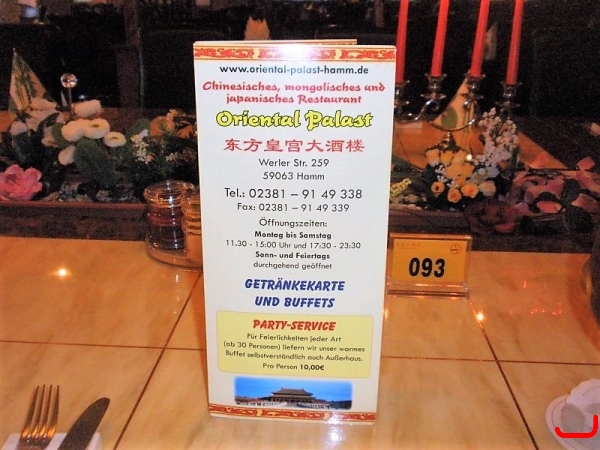 www.oriental-palast-hamm.de
Chinesisches, mongolisches und
japanisches Restaurant
Oriental Palast
东方皇宫大酒楼
Werler Str. 259
59063 Hamm
Tel.: 02381 – 91 49 338
Fax: 02381 – 91 49 339
Öffnungszeiten:
Montag bis Samstag
11.30 - 15:00 Uhr und 17:30 - 23:30
Sonn- und Feiertags
durchgehend geöffnet
GETRÄNKEKARTE
UND BUFFETS
PARTY-SERVICE
Für Feierlichkeiten jeder Art
(ab 30 Personen) liefern wir unser warmes
Buffet selbstverständlich auch Außerhaus.
Pro Person 10,00€
093